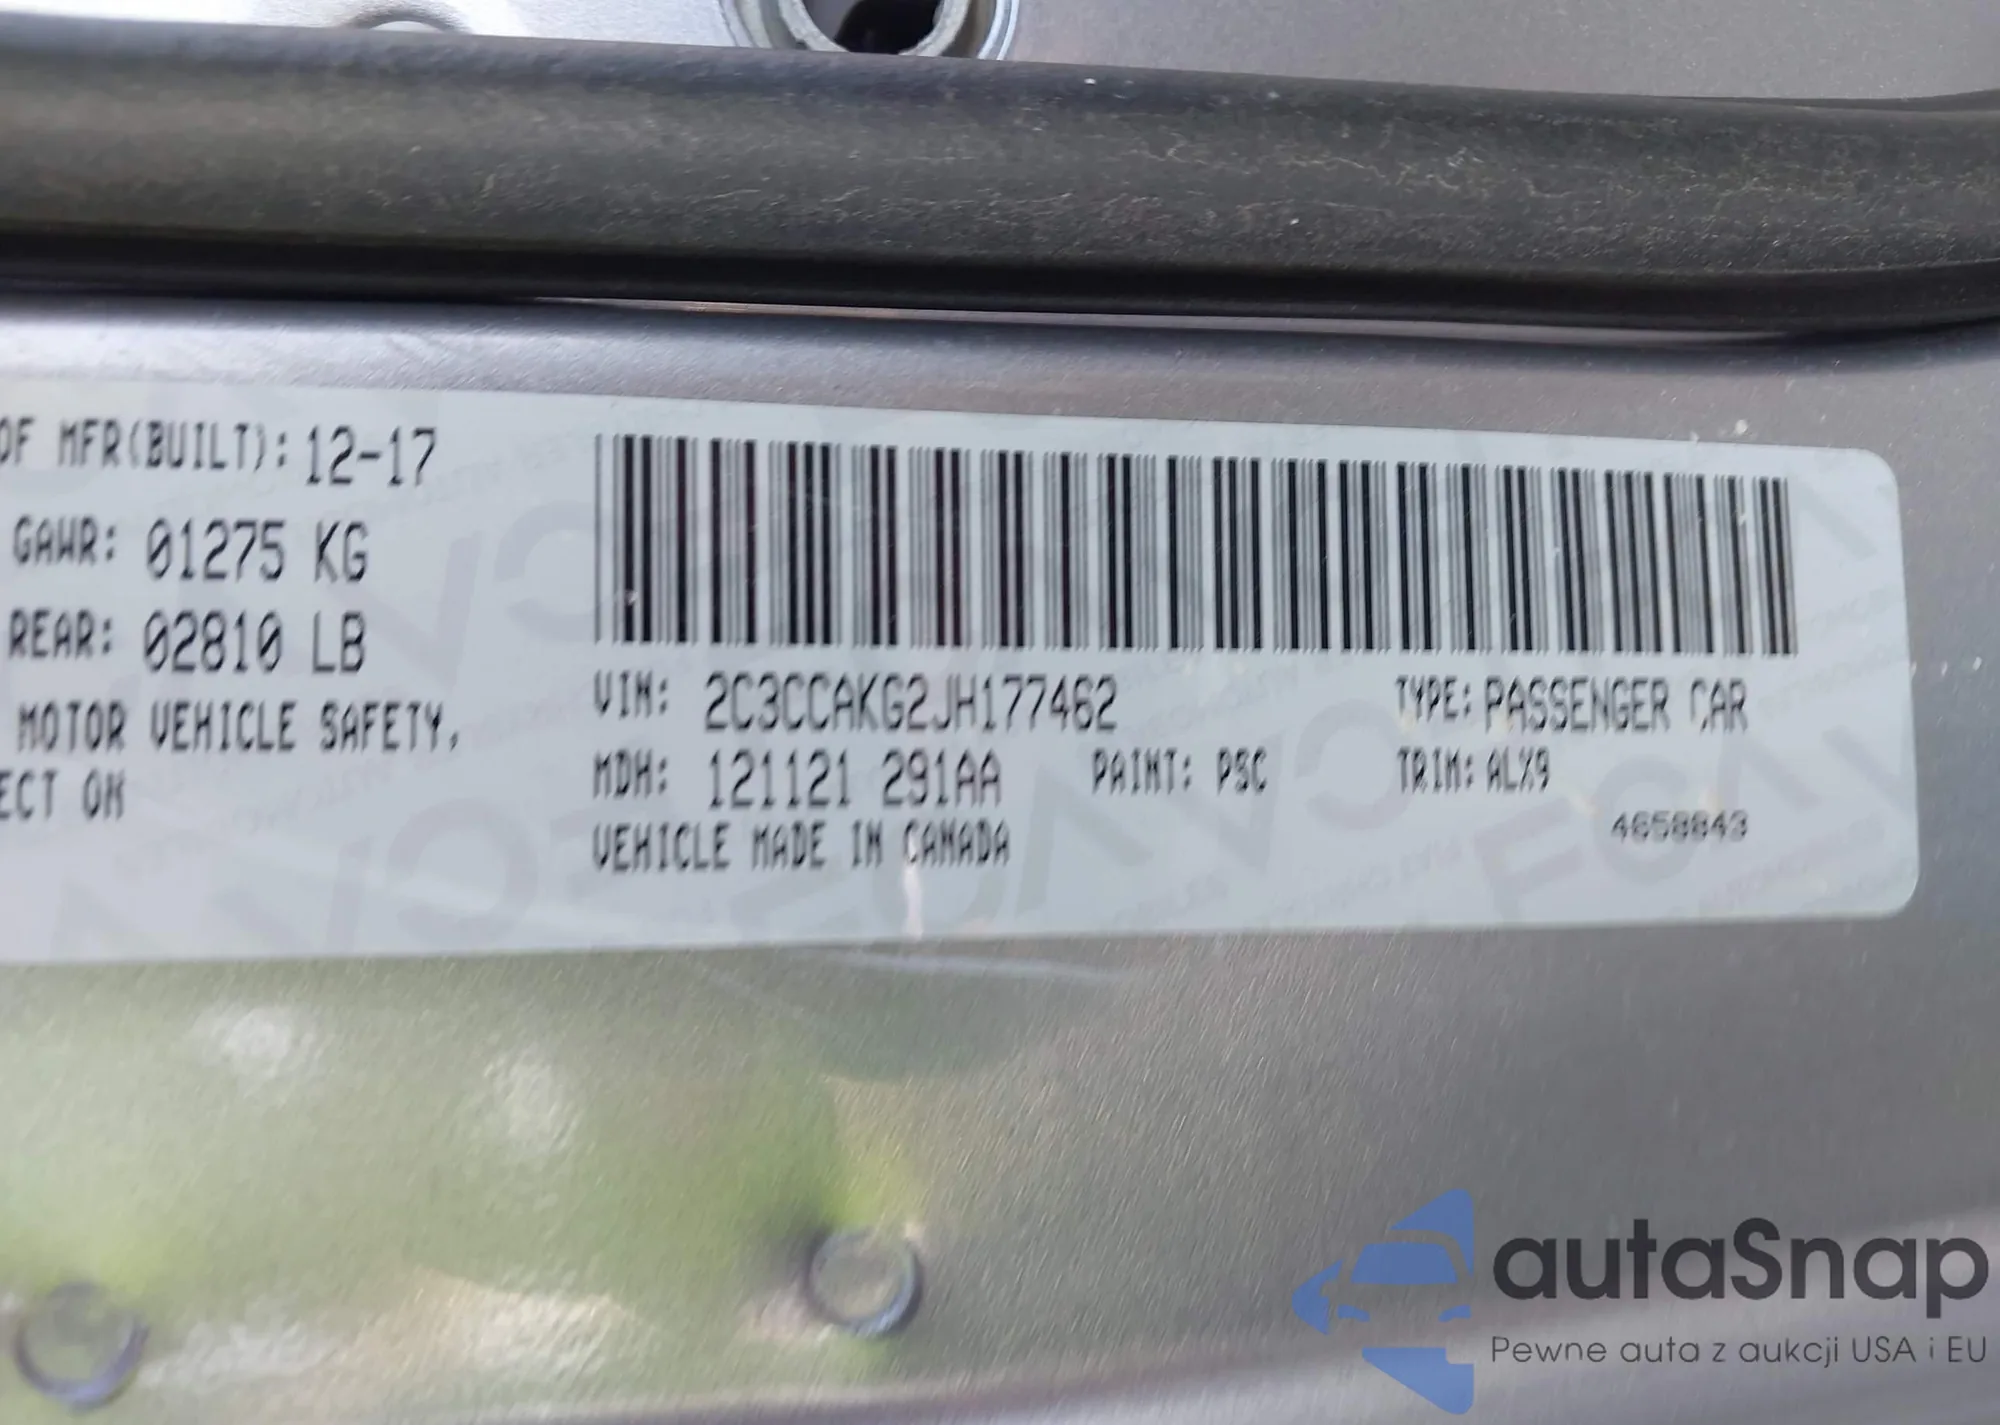 OF MFR(BUILT): 12-17
GAWR: 01275 KG
REAR: 02810 LB
MOTOR VEHICLE SAFETY,
ECT ON
VIN: 2C3CCAKG2JH177462
TYPE: PASSENGER CAR
MDH: 121121 291AA
PAINT: PSC
TRIM: ALX9
VEHICLE MADE IN CANADA
4658843
autaSnap
Pewne auta z aukcji USA i EU